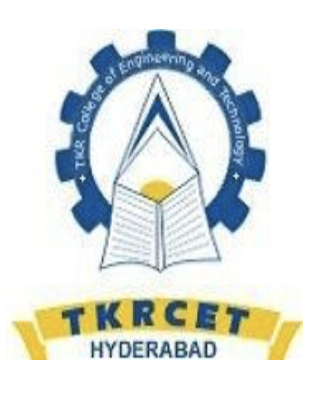 TKR College of Engineering and Technology
TKRCET
HYDERABAD